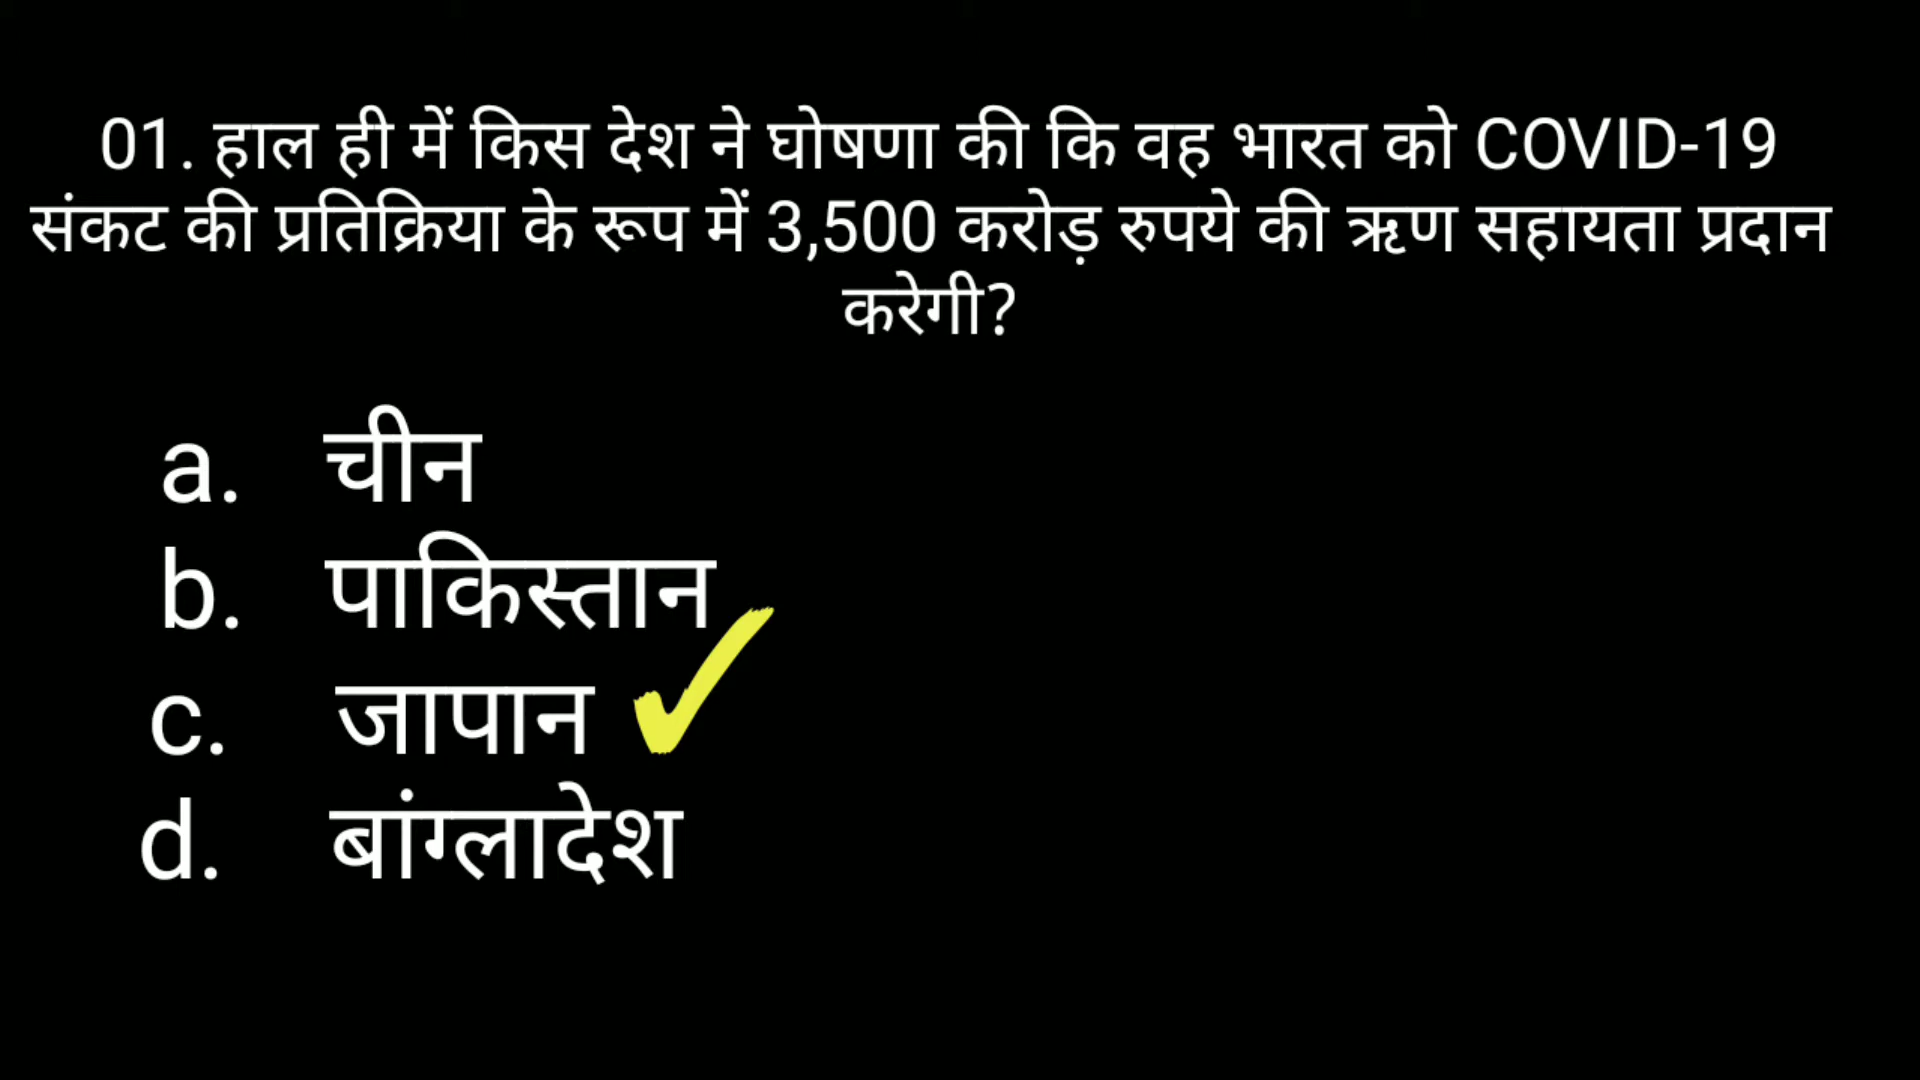 01. हाल ही में किस देश ने घोषणा की कि वह भारत को COVID-19
संकट की प्रतिक्रिया के रूप में 3,500 करोड़ रुपये की ऋण सहायता प्रदान
करेगी?
a. चीन
b. पाकिस्तान
c. जापान
d. बांग्लादेश